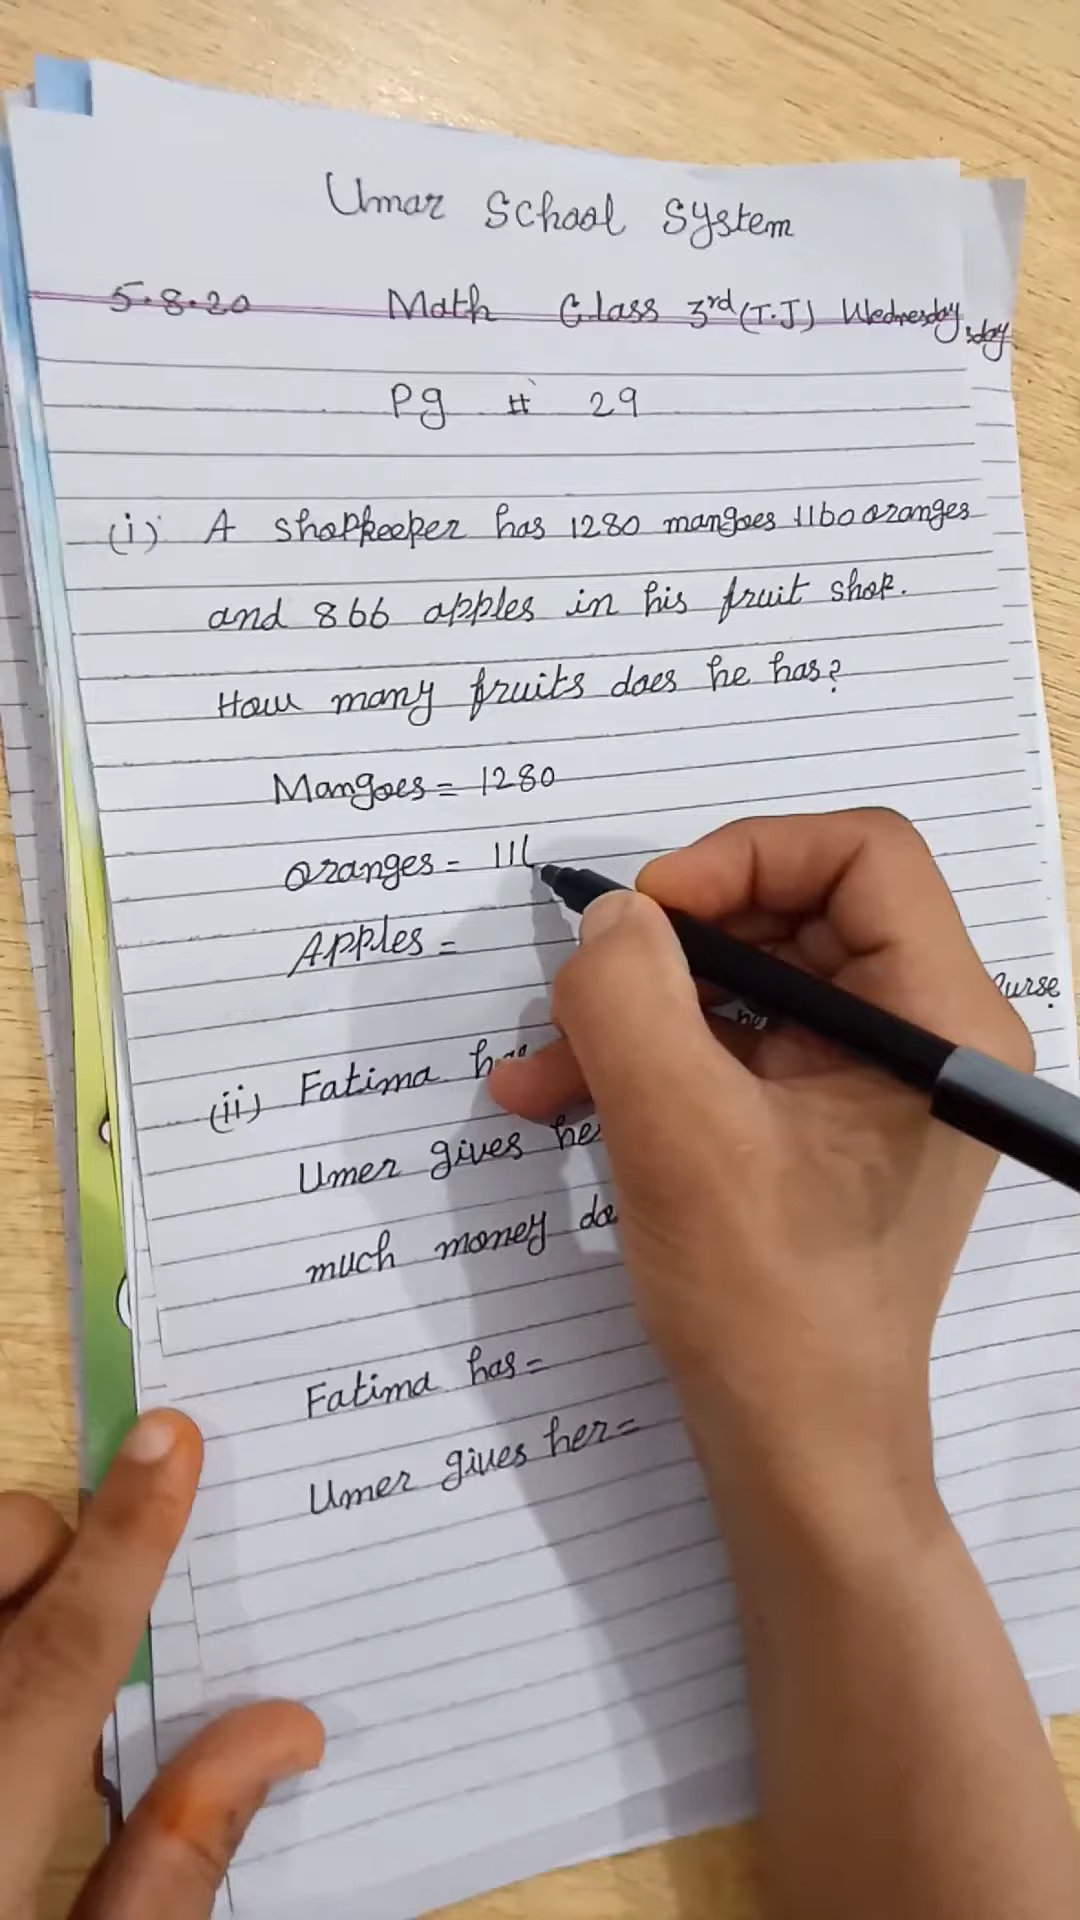 Umar School System
5.8.20 Math Class 3rd (T.J) Wednesday
sday
Pg # 29
(i) A shopkeeper has 1280 mangoes 1160 oranges
and 866 apples in his fruit shop.
How many fruits does he has?
Mangoes = 1280
Oranges = 11
Apples =
Purse
(ii) Fatima
Umer gives
much money
Fatima has =
Umer gives her =